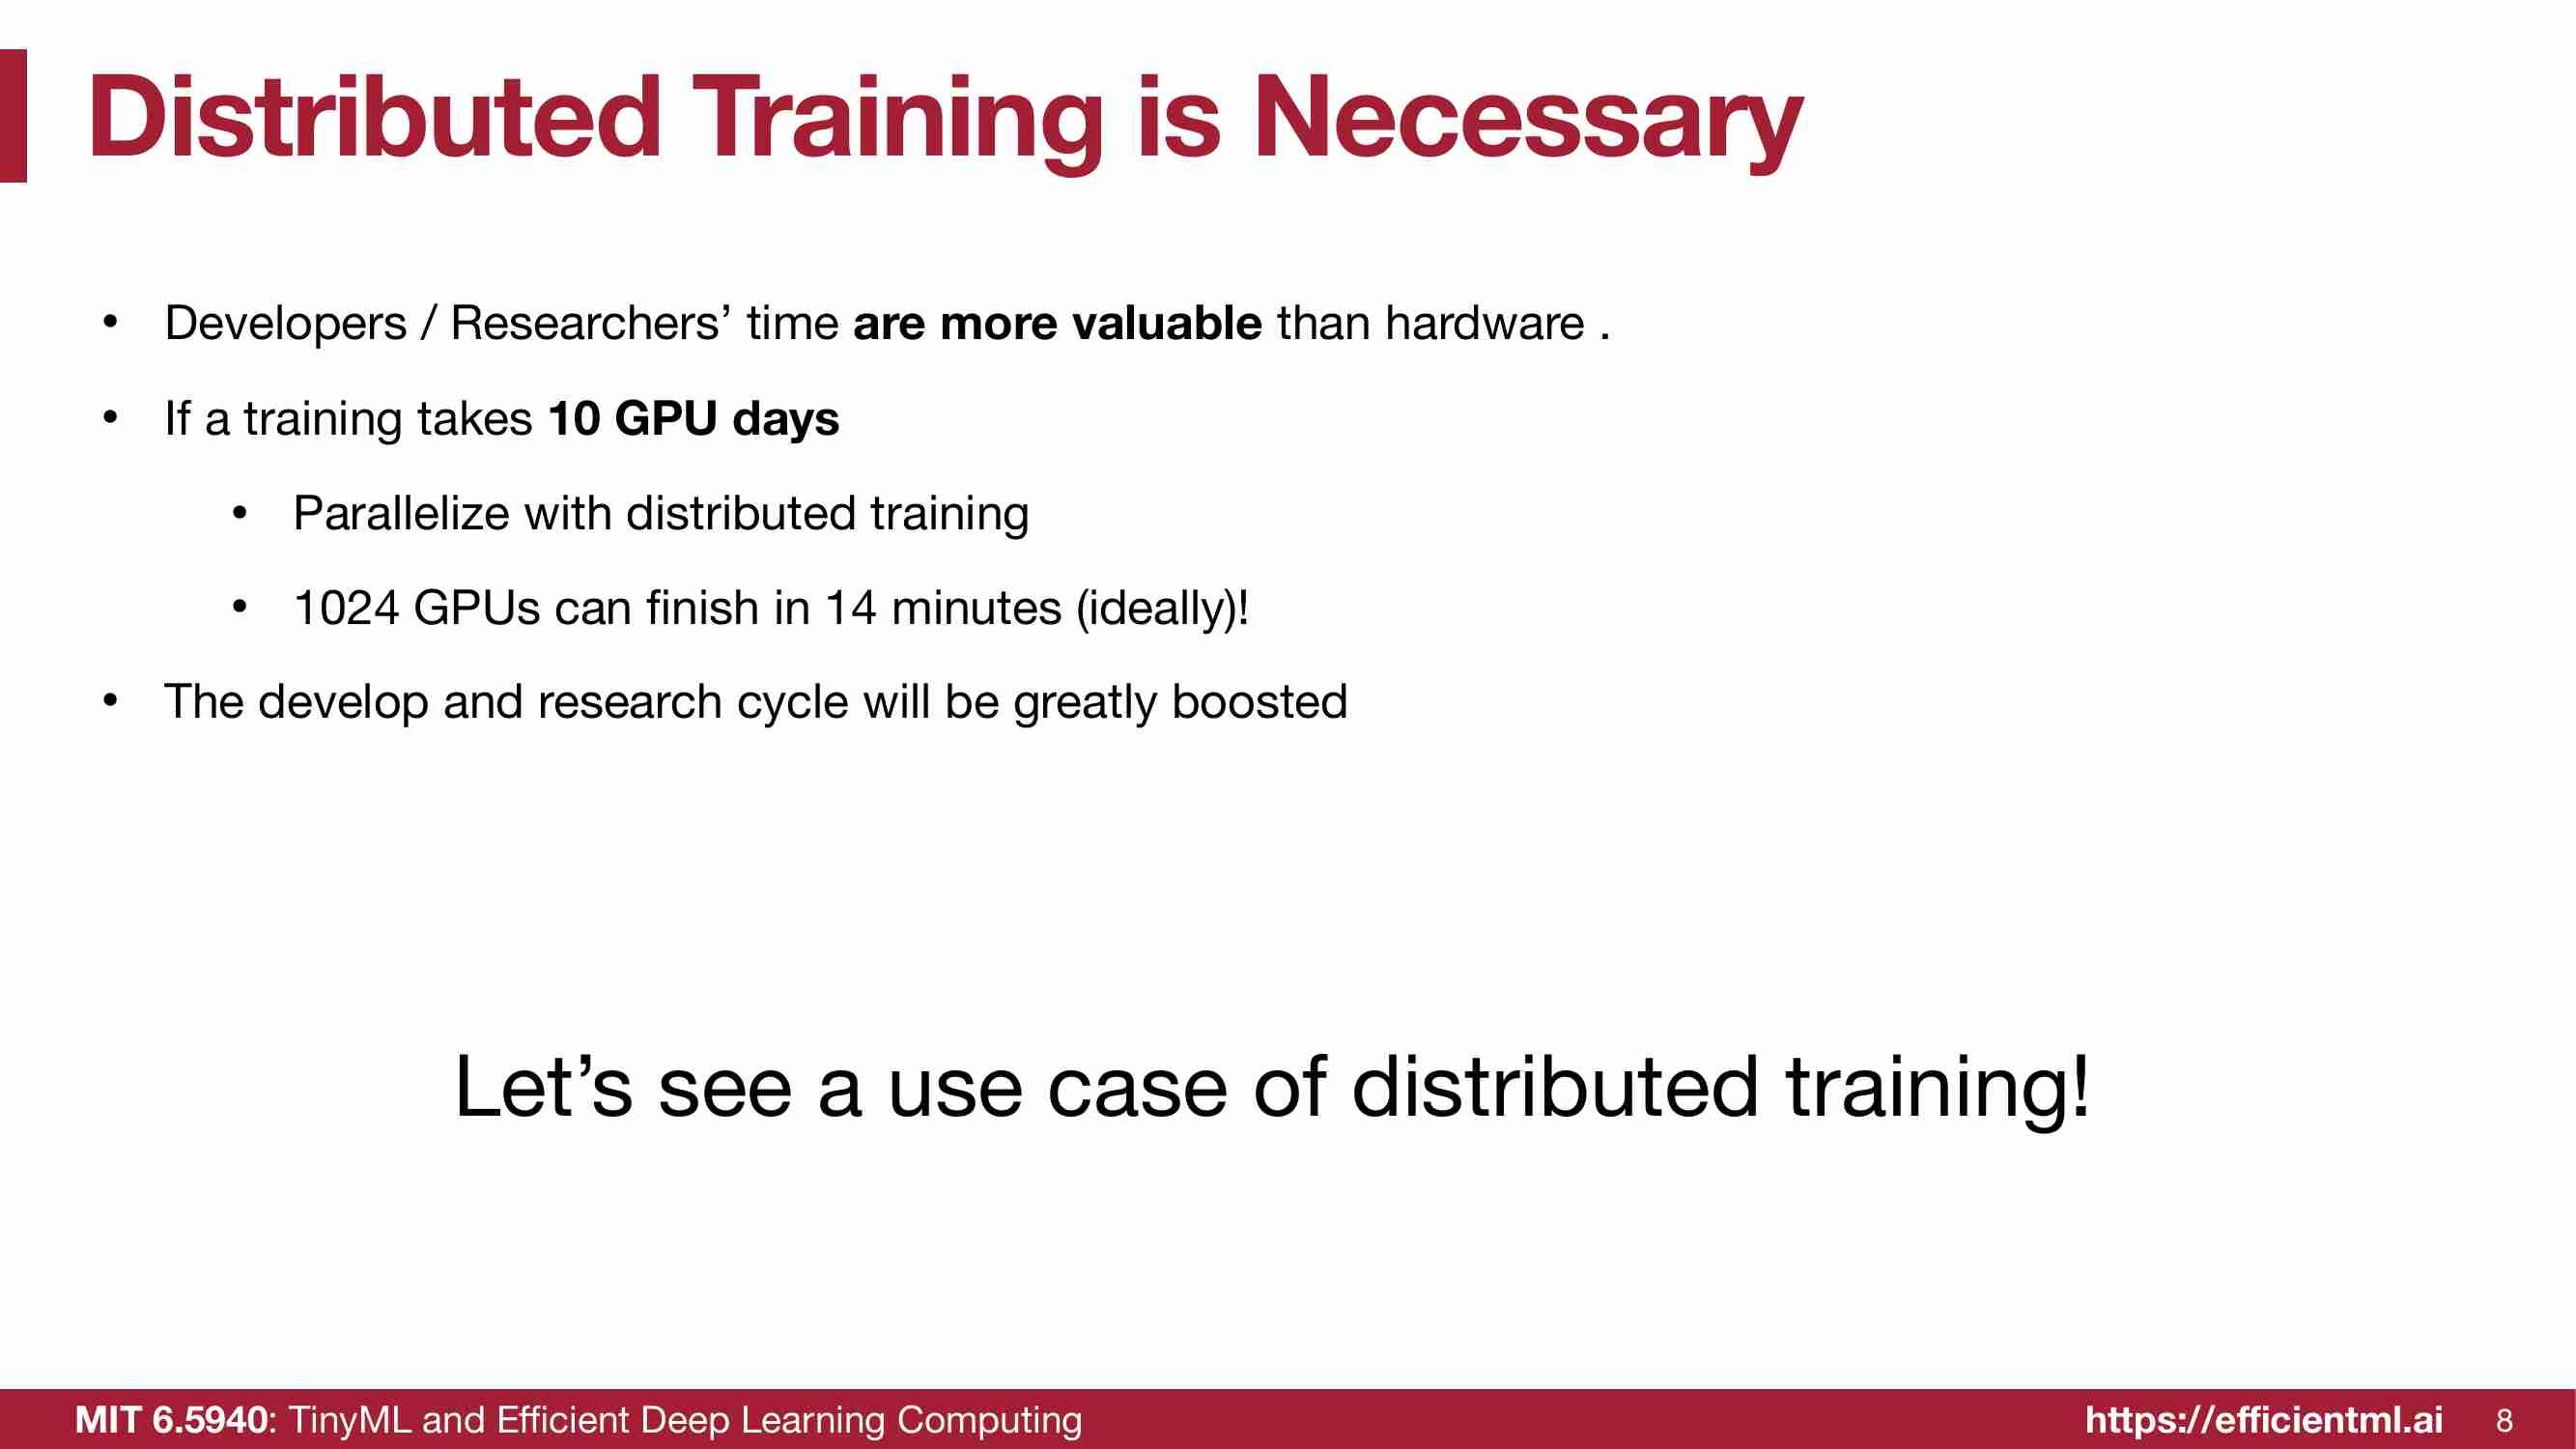 Distributed Training is Necessary
• Developers / Researchers’ time are more valuable than hardware .
• If a training takes 10 GPU days
• Parallelize with distributed training
• 1024 GPUs can finish in 14 minutes (ideally)!
• The develop and research cycle will be greatly boosted
Let’s see a use case of distributed training!
MIT 6.5940: TinyML and Efficient Deep Learning Computing
https://efficientml.ai 8